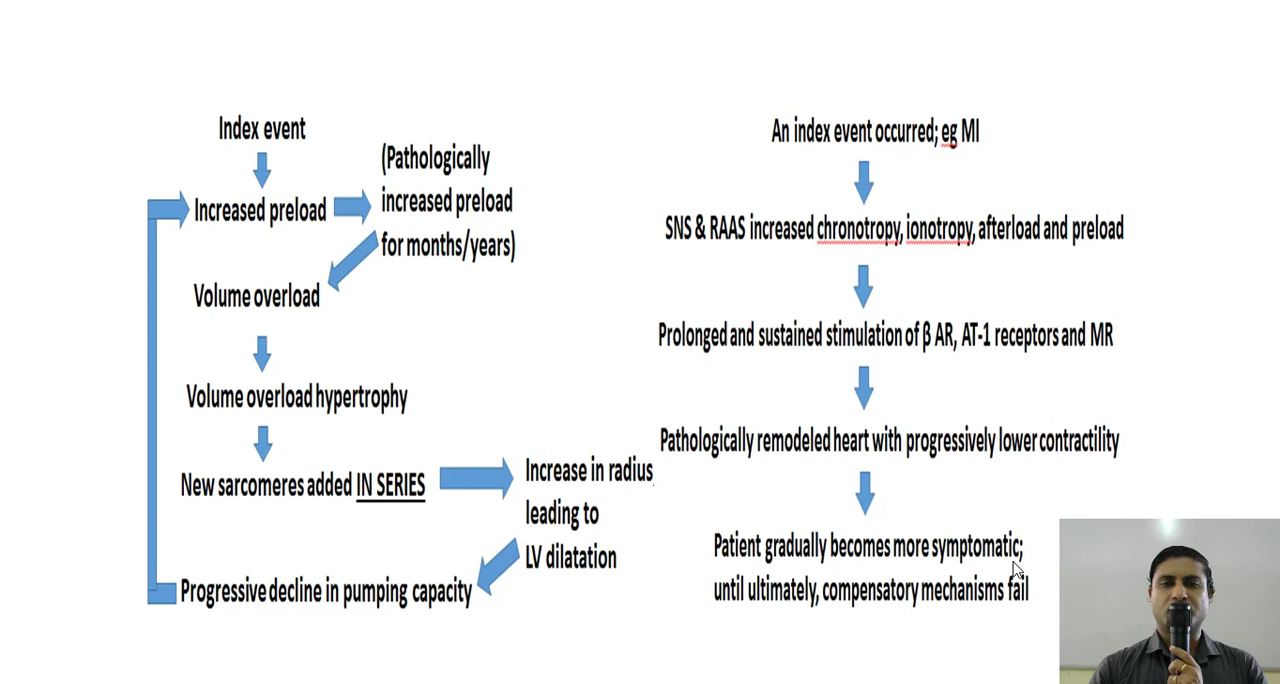 Index event
(Pathologically
increased preload
for months/years)
Increased preload
Volume overload
Volume overload hypertrophy
New sarcomeres added IN SERIES
Increase in radius,
leading to
LV dilatation
Progressive decline in pumping capacity
An index event occurred; eg MI
SNS & RAAS increased chronotropy, ionotropy, afterload and preload
Prolonged and sustained stimulation of β AR, AT-1 receptors and MR
Pathologically remodeled heart with progressively lower contractility
Patient gradually becomes more symptomatic;
until ultimately, compensatory mechanisms fail